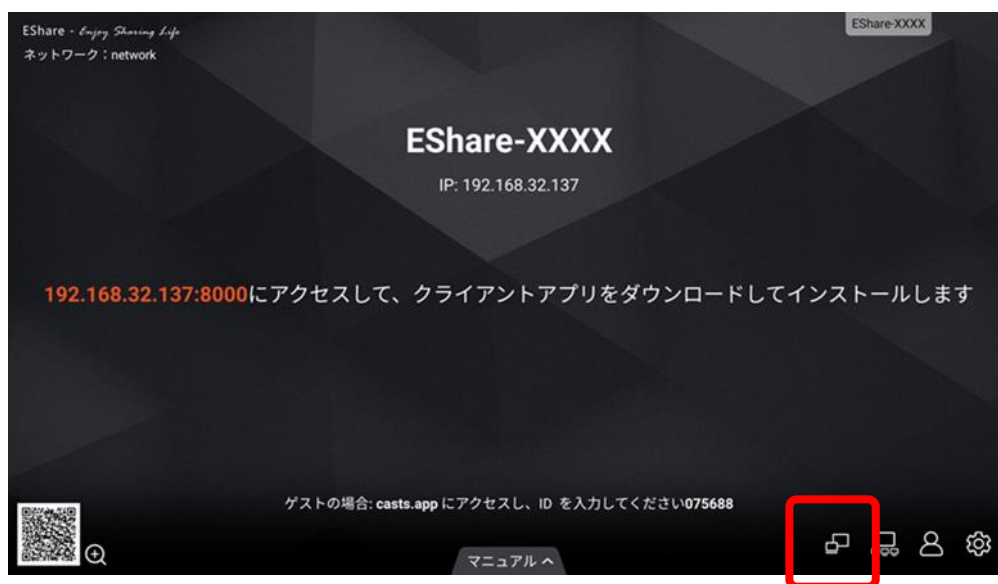 EShare - Enjoy Sharing Life
EShare-XXXX
ネットワーク：network
EShare-XXXX
IP: 192.168.32.137
192.168.32.137:8000にアクセスして、クライアントアプリをダウンロードしてインストールします
ゲストの場合: casts.app にアクセスし、ID を入力してください075688
マニュアル